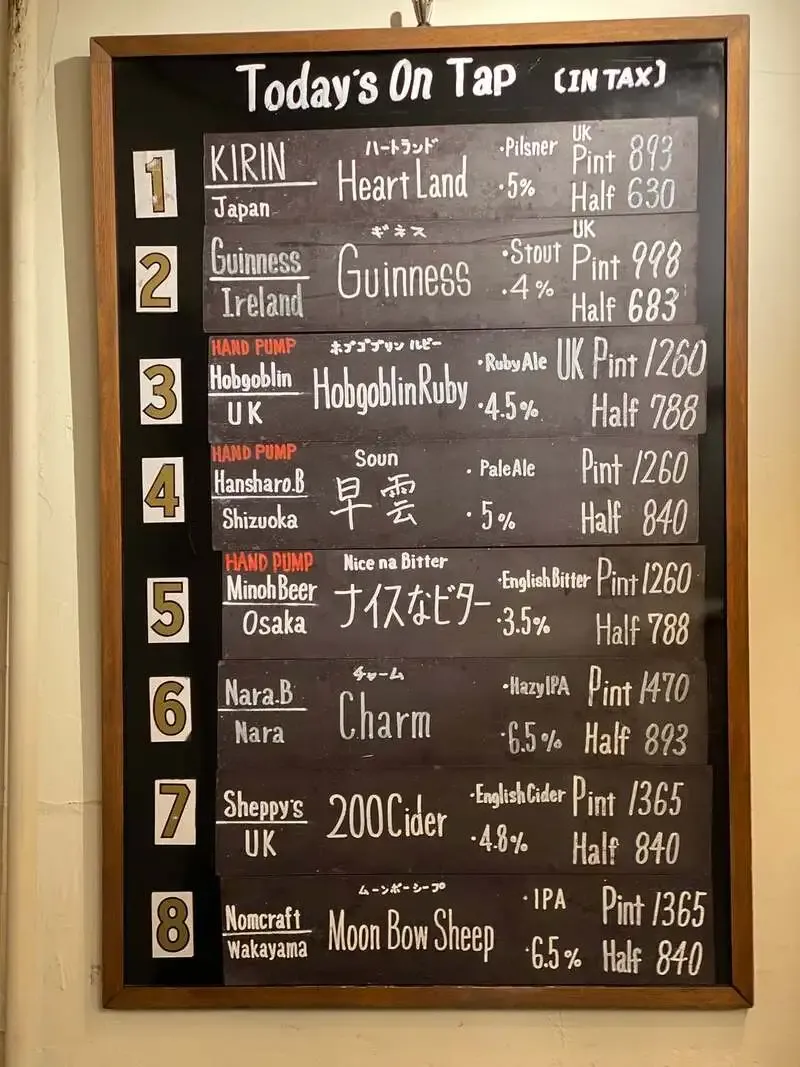 Today's On Tap (IN TAX)
1
KIRIN
Japan
ハートランド
Heart Land
・Pilsner
・5%
UK
Pint 893
Half 630
2
Guinness
Ireland
ギネス
Guinness
・Stout
・4%
UK
Pint 998
Half 683
3
HAND PUMP
Hobgoblin
UK
ホブゴブリン ルビー
Hobgoblin Ruby
・Ruby Ale
・4.5%
UK Pint 1260
Half 788
4
HAND PUMP
Hansharo.B
Shizuoka
Soun
早雲
・Pale Ale
・5%
Pint 1260
Half 840
5
HAND PUMP
Minoh Beer
Osaka
Nice na Bitter
ナイスなビター
・English Bitter
・3.5%
Pint 1260
Half 788
6
Nara.B
Nara
チャーム
Charm
・Hazy IPA
・6.5%
Pint 1470
Half 893
7
Sheppy's
UK
200 Cider
・English Cider
・4.8%
Pint 1365
Half 840
8
Nomcraft
Wakayama
ムーンボーシープ
Moon Bow Sheep
・IPA
・6.5%
Pint 1365
Half 840